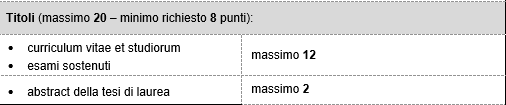 Titoli (massimo 20 – minimo richiesto 8 punti):
• curriculum vitae et studiorum
• esami sostenuti
massimo 12
• abstract della tesi di laurea
massimo 2